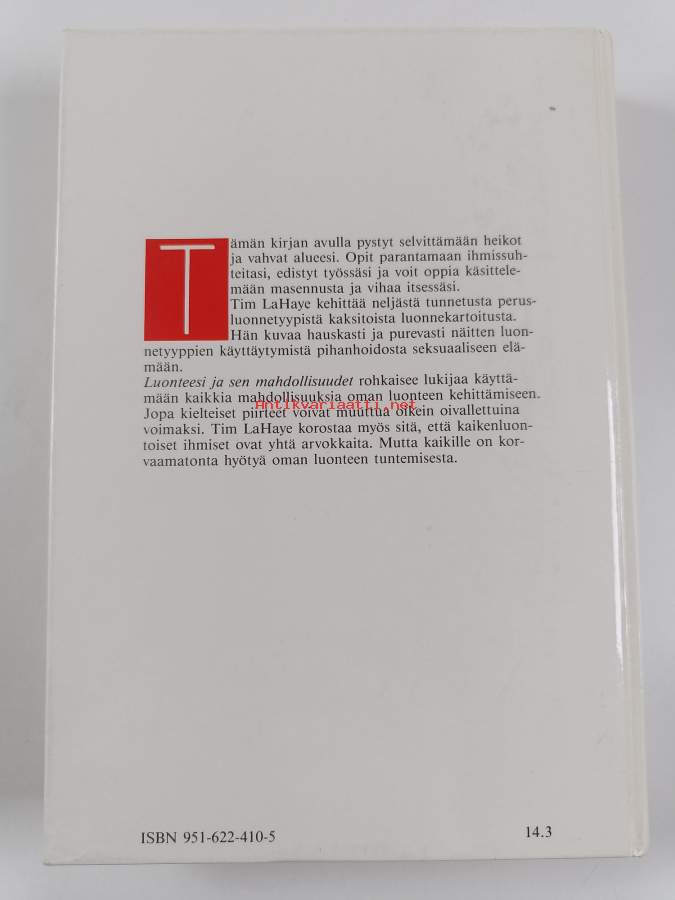 Tämän kirjan avulla pystyt selvittämään heikot
ja vahvat alueesi. Opit parantamaan ihmissuh-
teitasi, edistyt työssäsi ja voit oppia käsittele-
mään masennusta ja vihaa itsessäsi.
Tim LaHaye kehittää neljästä tunnetusta perus-
luonnetyypistä kaksitoista luonnekartoitusta.
Hän kuvaa hauskasti ja purevasti näitten luon-
netyyppien käyttäytymistä pihanhoidosta seksuaaliseen elä-
mään.
Luonteesi ja sen mahdollisuudet rohkaisee lukijaa käyttä-
mään kaikkia mahdollisuuksia oman luonteen kehittämiseen.
Jopa kielteiset piirteet voivat muuttua oikein oivallettuina
voimaksi. Tim LaHaye korostaa myös sitä, että kaikenluon-
toiset ihmiset ovat yhtä arvokkaita. Mutta kaikille on kor-
vaamatonta hyötyä oman luonteen tuntemisesta.
Antikvariaatti.net
ISBN 951-622-410-5
14.3